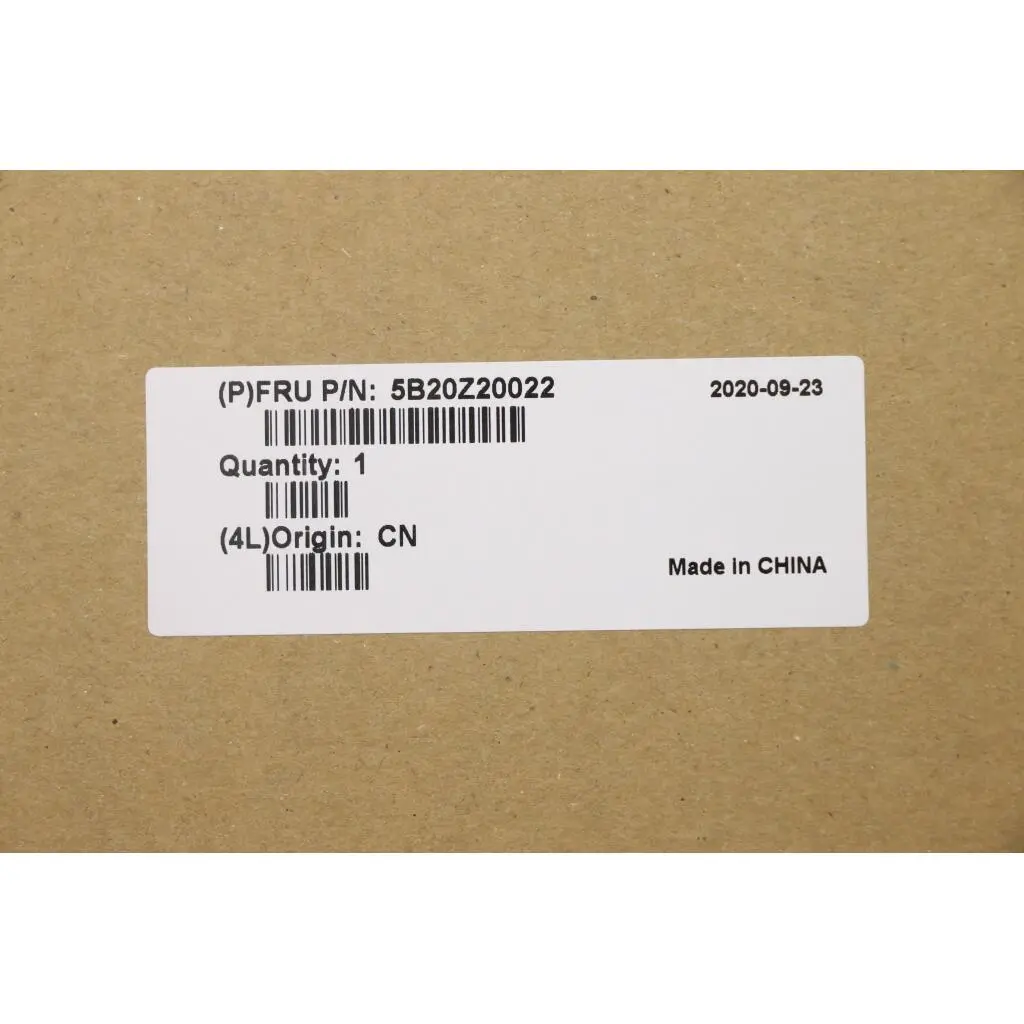 (P)FRU P/N: 5B20Z20022
2020-09-23
Quantity: 1
(4L)Origin: CN
Made in CHINA